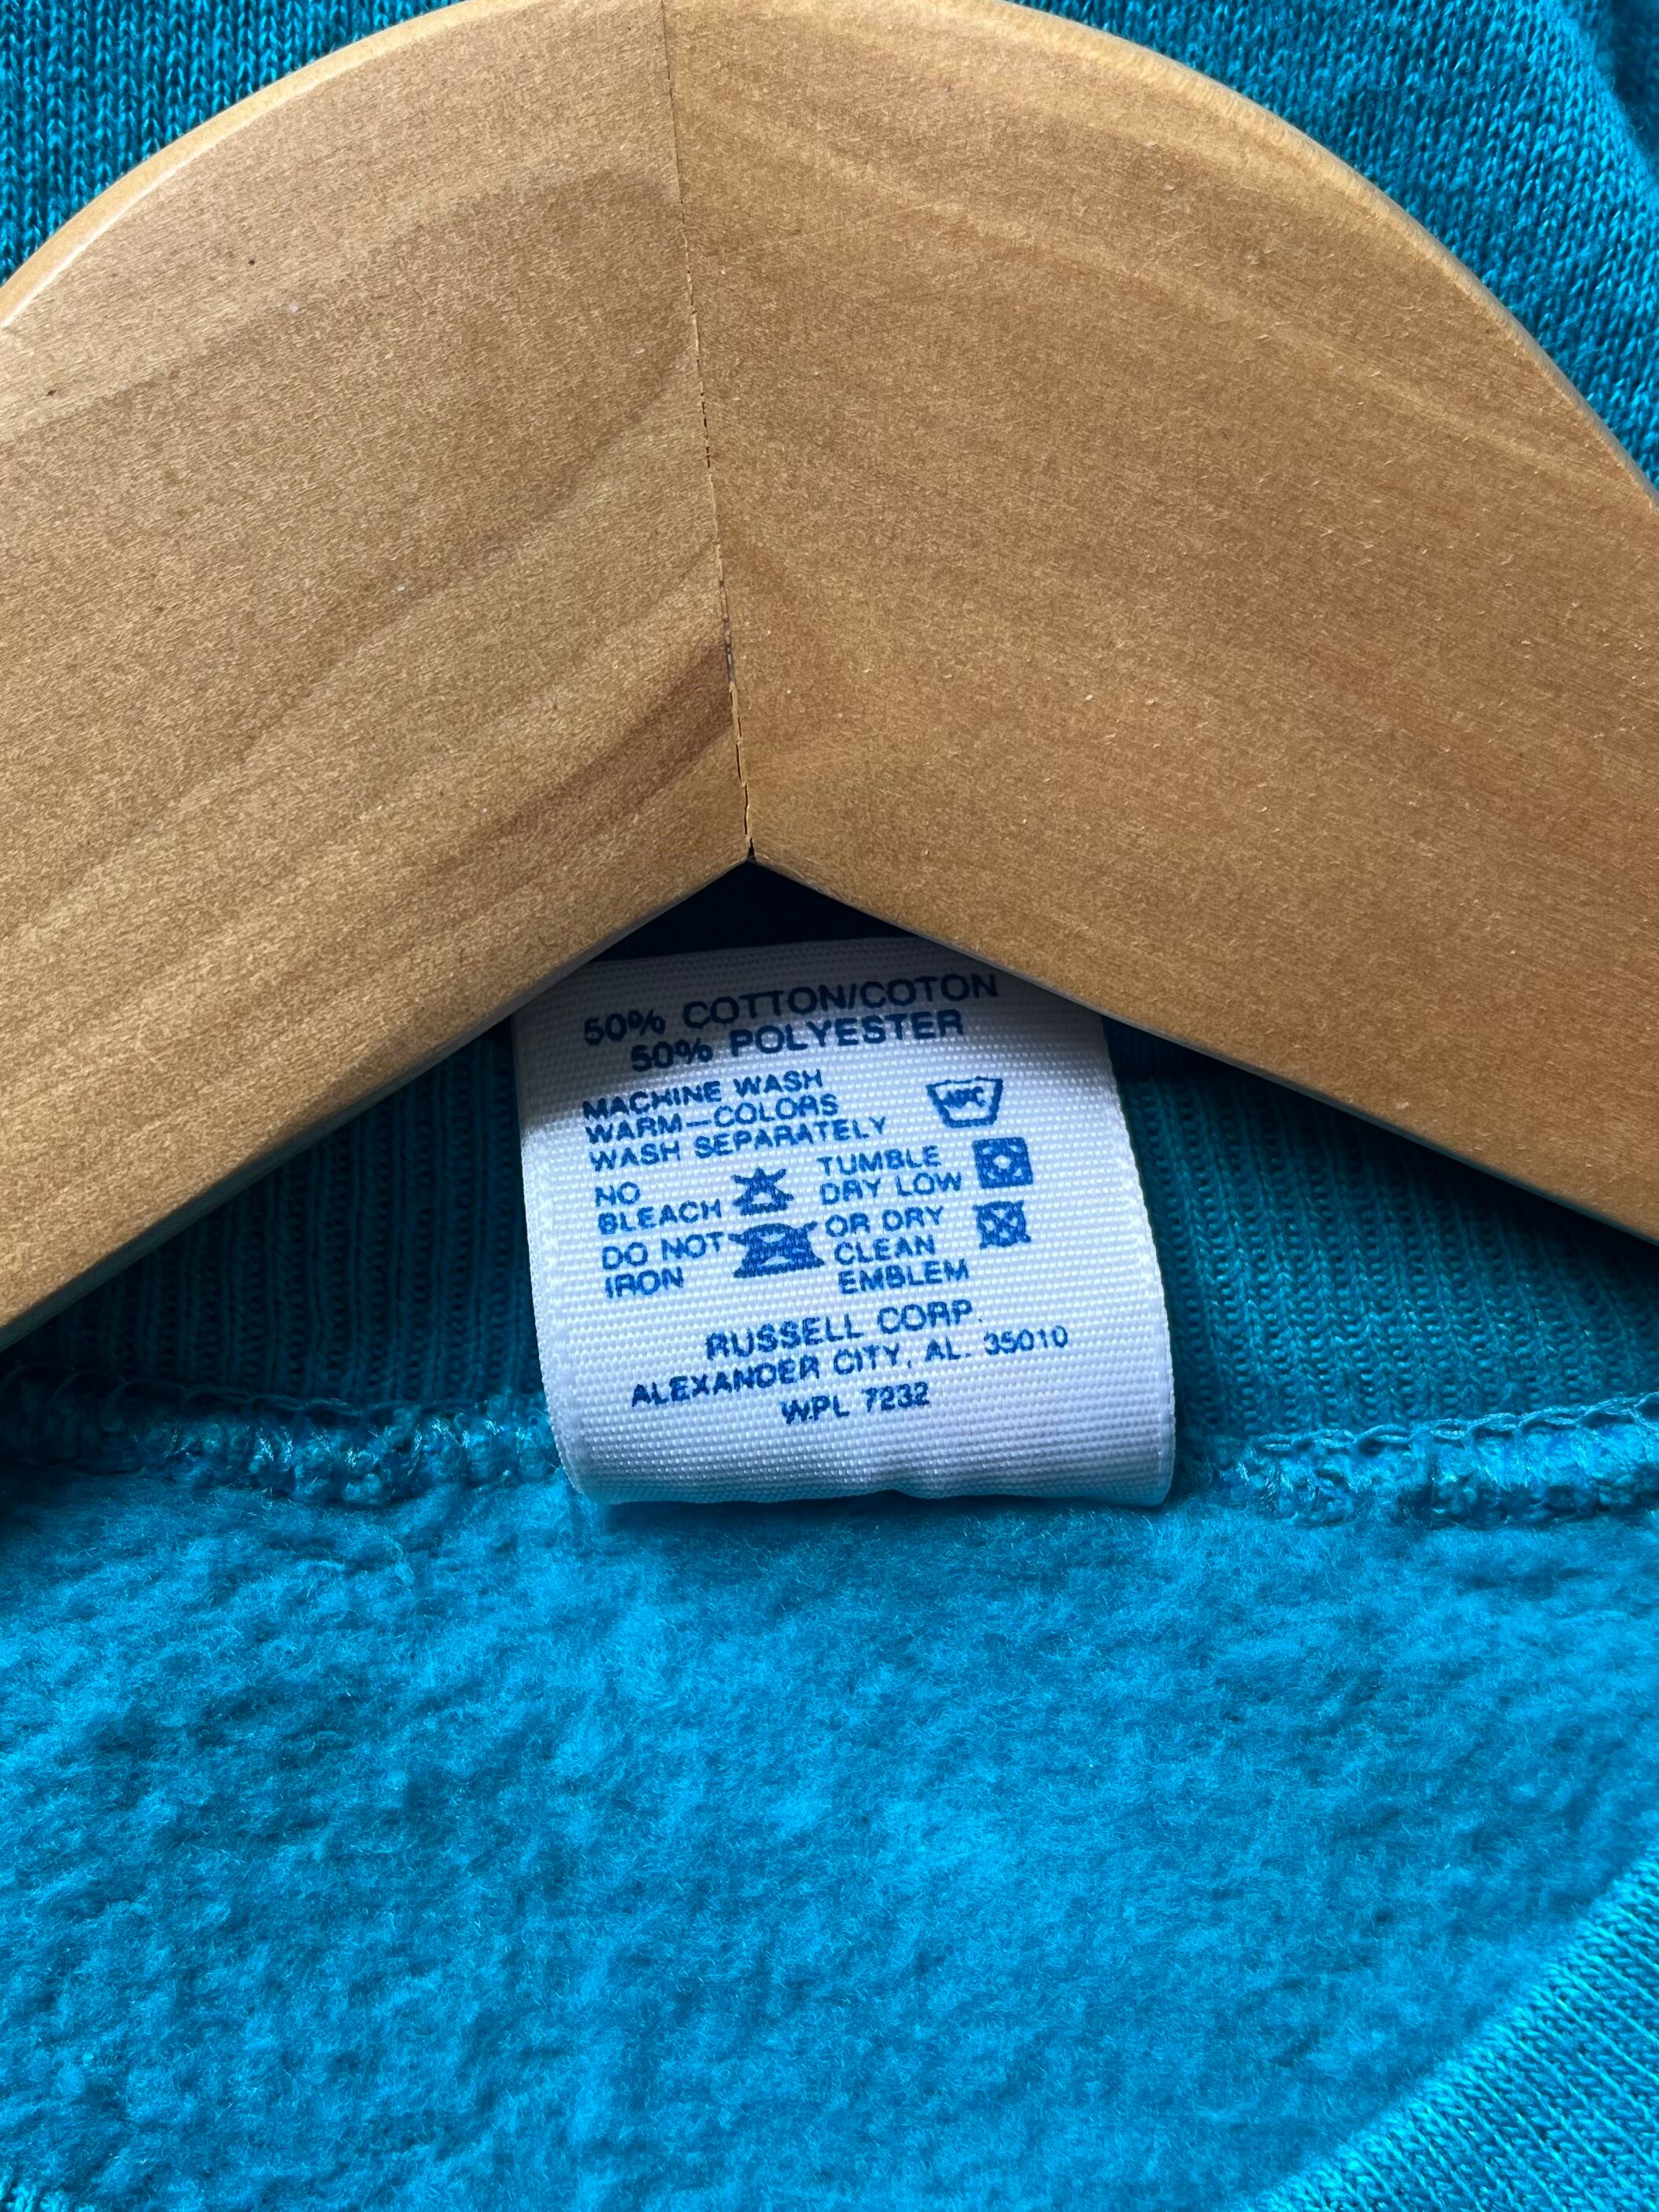 50% COTTON/COTON
50% POLYESTER
MACHINE WASH
WARM—COLORS
WASH SEPARATELY
NO
BLEACH
TUMBLE
DRY LOW
DO NOT
IRON
OR DRY
CLEAN
EMBLEM
RUSSELL CORP.
ALEXANDER CITY, AL. 35010
WPL 7232